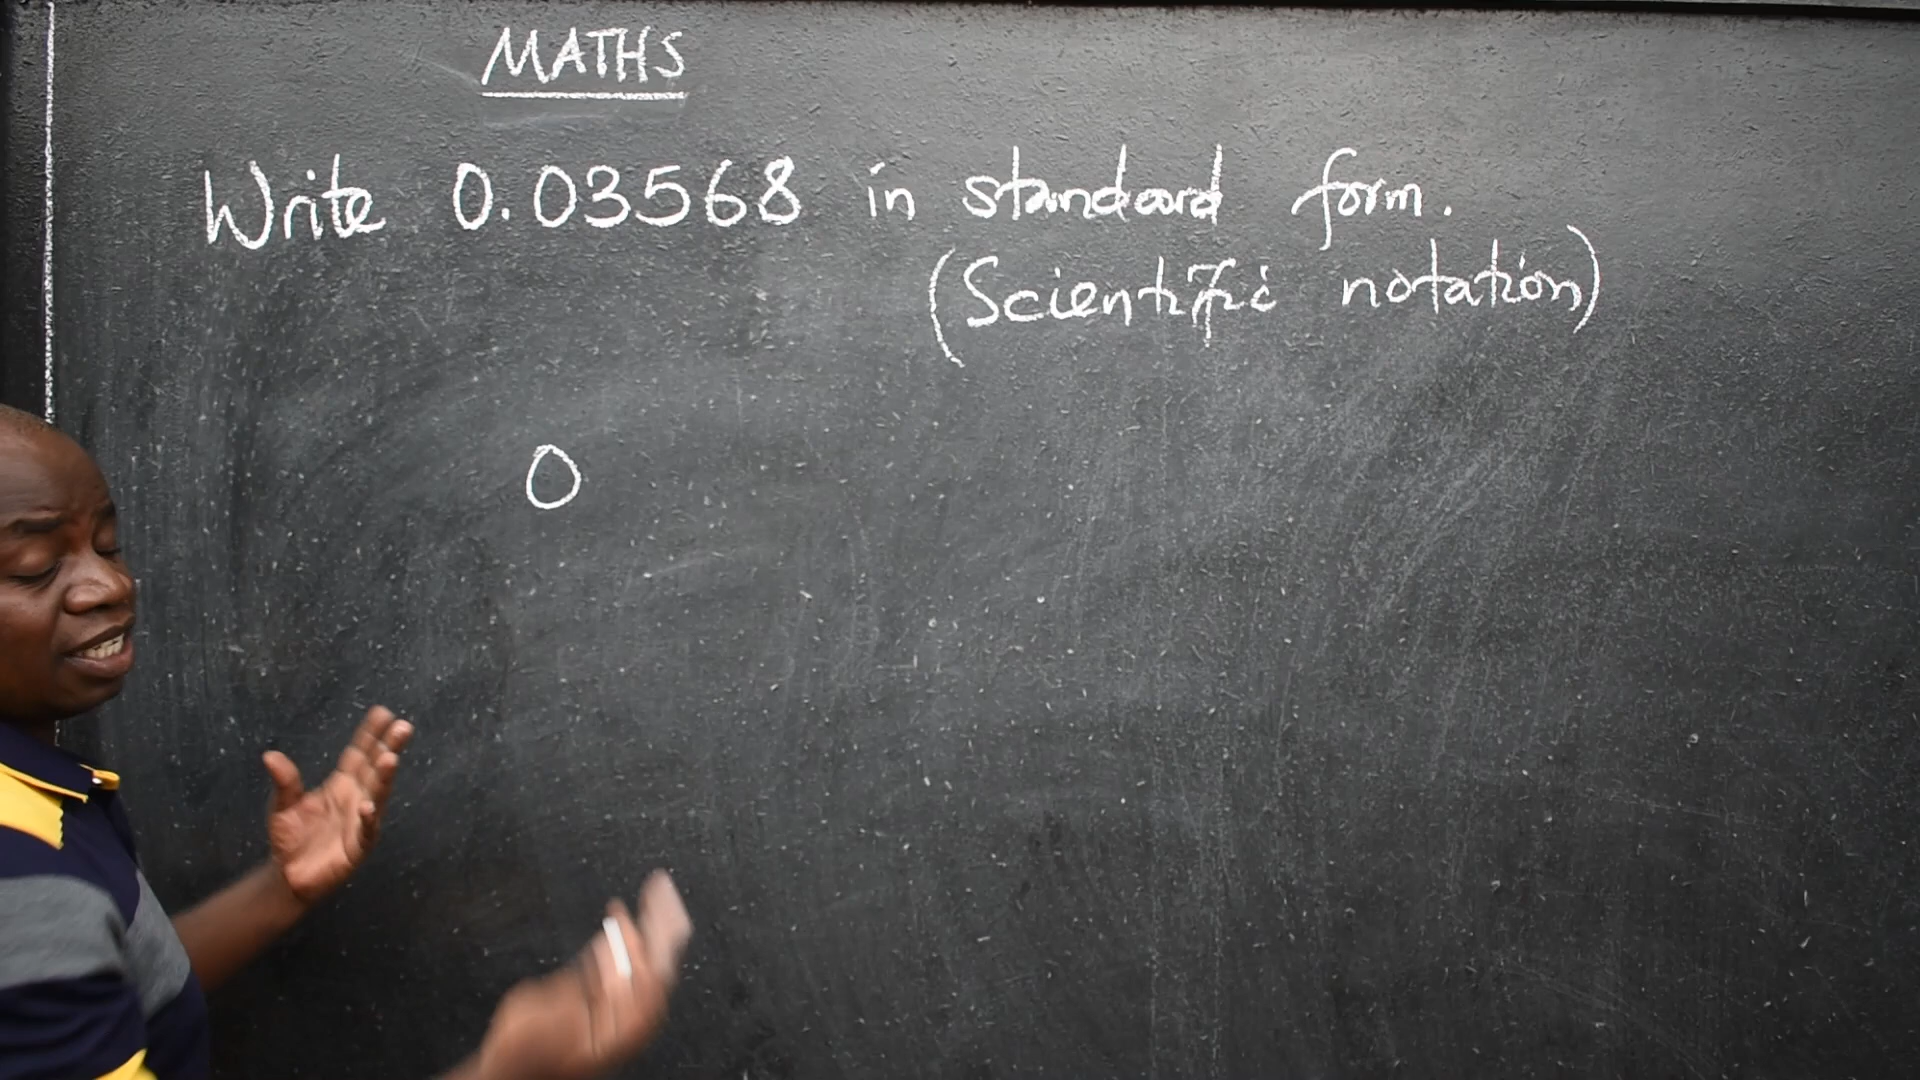 MATHS
Write 0.03568 in standard form.
(Scientific notation)
0